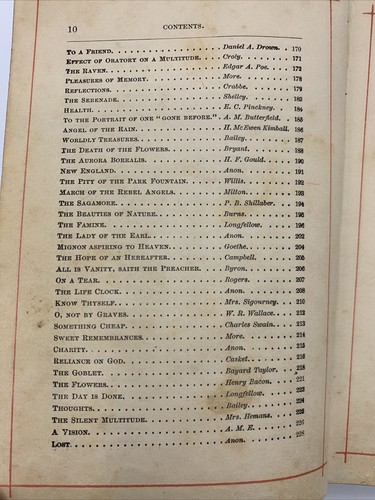 10 CONTENTS.
TO A FRIEND. Daniel A. Drown. 170
EFFECT OF ORATORY ON A MULTITUDE. Croly. 171
THE RAVEN. Edgar A. Poe. 172
PLEASURES OF MEMORY. More. 178
REFLECTIONS. Crabbe. 179
THE SERENADE. Shelley. 183
HEALTH. E. C. Pinckney. 184
TO THE PORTRAIT OF ONE "GONE BEFORE." A. M. Butterfield. 185
ANGEL OF THE RAIN. H. McEwen Kimball. 186
WORLDLY TREASURES. Bailey. 187
THE DEATH OF THE FLOWERS. Bryant. 188
THE AURORA BOREALIS. H. F. Gould. 190
NEW ENGLAND. Anon. 191
THE PITY OF THE PARK FOUNTAIN. Willis. 192
MARCH OF THE REBEL ANGELS. Milton. 193
THE SAGAMORE. P. B. Shillaber. 194
THE BEAUTIES OF NATURE. Burns. 195
THE FAMINE. Longfellow. 196
THE LADY OF THE EARL. Anon. 202
MIGNON ASPIRING TO HEAVEN. Goethe. 204
THE HOPE OF AN HEREAFTER. Campbell. 205
ALL IS VANITY, SAITH THE PREACHER. Byron. 206
ON A TEAR. Rogers. 207
THE LIFE CLOCK. Anon. 208
KNOW THYSELF. Mrs. Sigourney. 210
O, NOT BY GRAVES. W. R. Wallace. 212
SOMETHING CHEAP. Charles Swain. 213
SWEET REMEMBRANCES. More. 214
CHARITY. Anon. 215
RELIANCE ON GOD. Casket. 216
THE GOBLET. Bayard Taylor. 218
THE FLOWERS. Henry Bacon. 221
THE DAY IS DONE. Longfellow. 223
THOUGHTS. Bailey. 224
THE SILENT MULTITUDE. Mrs. Hemans. 225
A VISION. A. M. E. 226
LOST. Anon. 228